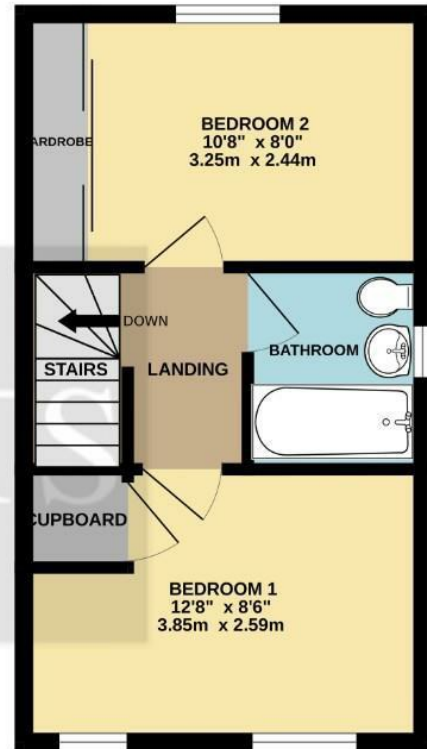 BEDROOM 2
10'8" x 8'0"
3.25m x 2.44m
ARDROBE
DOWN
STAIRS
LANDING
BATHROOM
CUPBOARD
BEDROOM 1
12'8" x 8'6"
3.85m x 2.59m